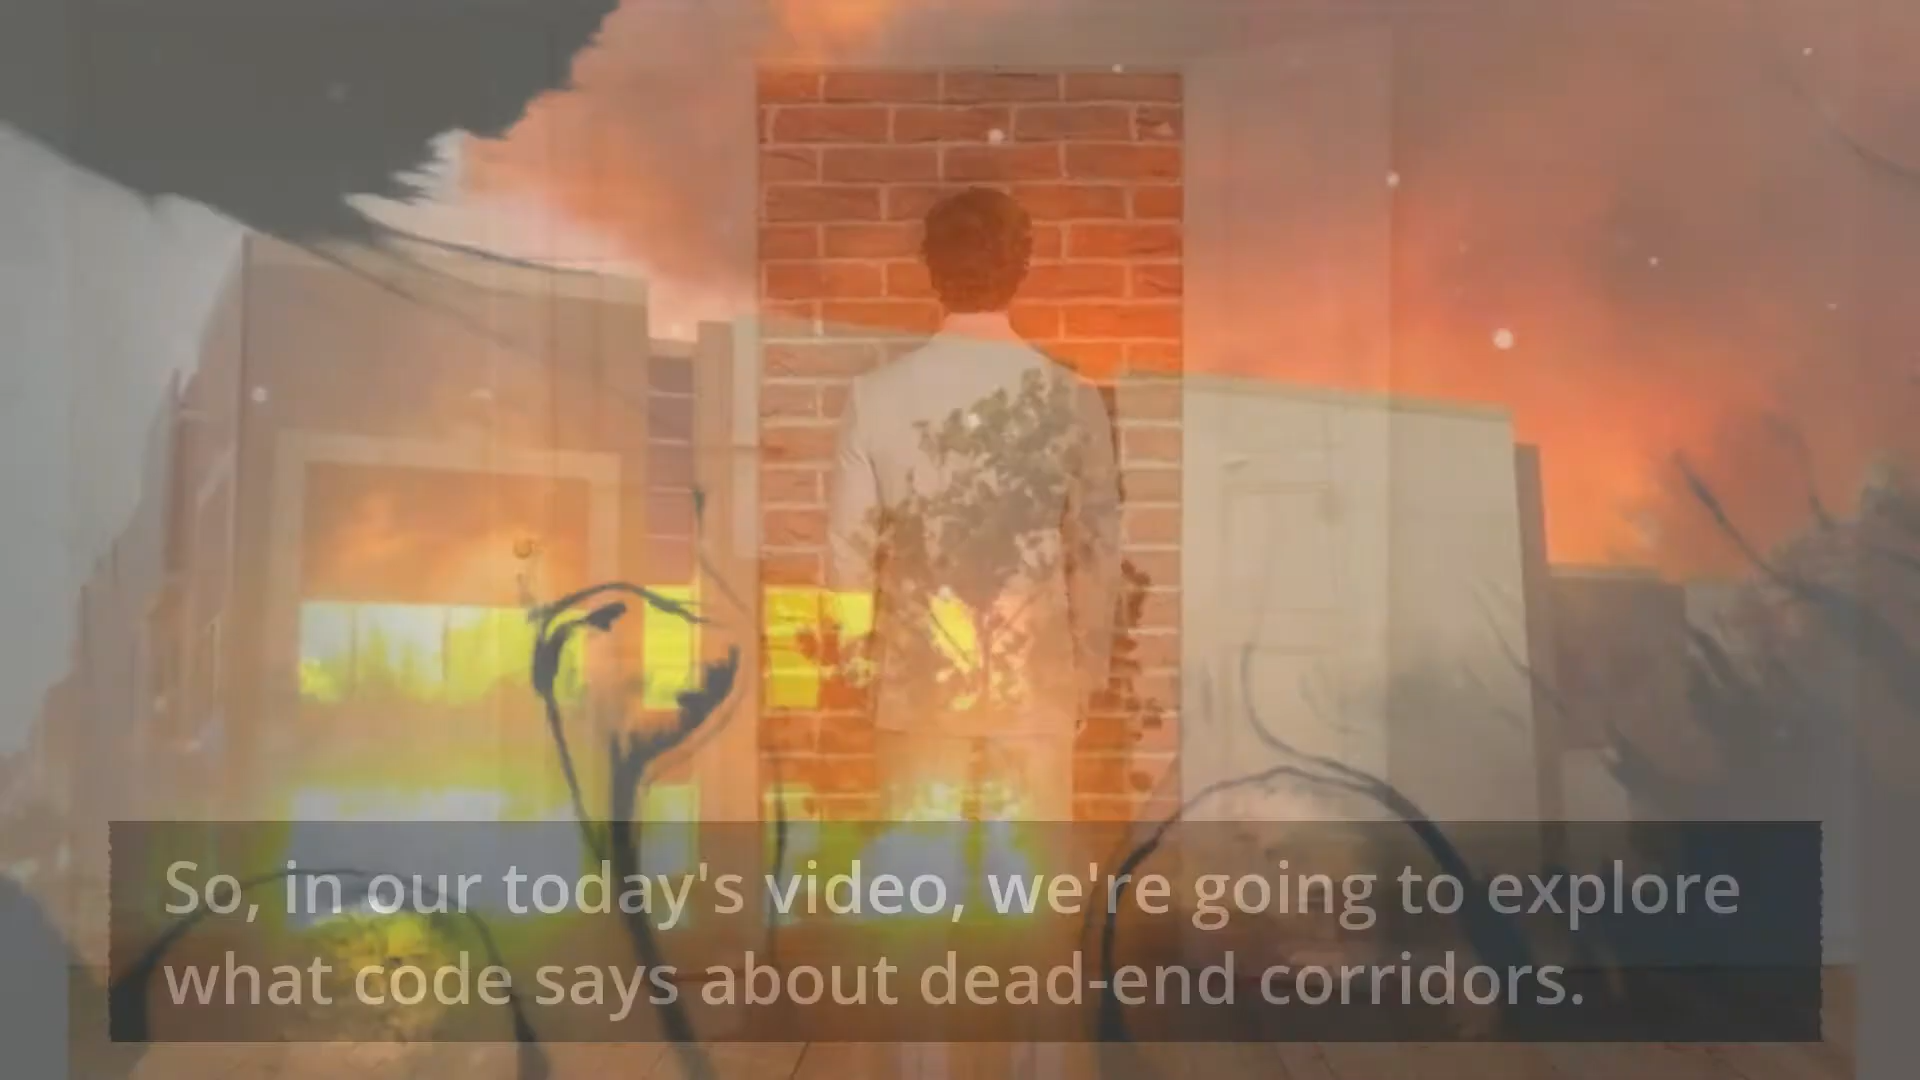 So, in our today's video, we're going to explore
what code says about dead-end corridors.